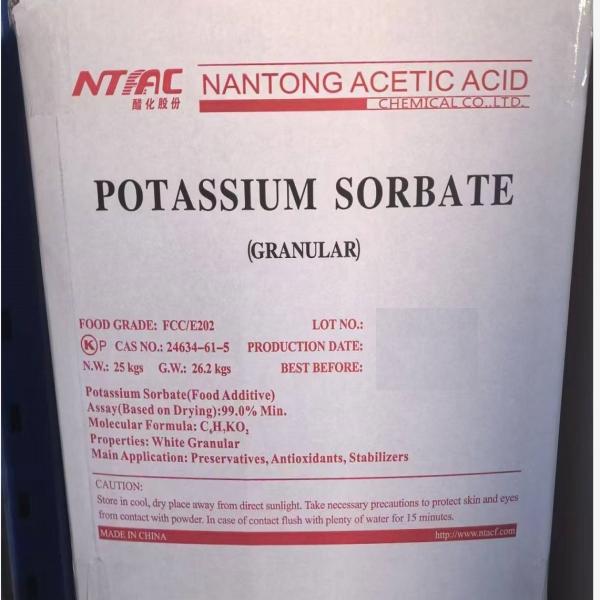 NTAAC
醋化股份
NANTONG ACETIC ACID
CHEMICAL CO.,LTD.
POTASSIUM SORBATE
(GRANULAR)
FOOD GRADE: FCC/E202
LOT NO.:
K P CAS NO.: 24634-61-5
PRODUCTION DATE:
N.W.: 25 kgs G.W.: 26.2 kgs
BEST BEFORE:
Potassium Sorbate(Food Additive)
Assay(Based on Drying):99.0% Min.
Molecular Formula: C₆H₇KO₂
Properties: White Granular
Main Application: Preservatives, Antioxidants, Stabilizers
CAUTION:
Store in cool, dry place away from direct sunlight. Take necessary precautions to protect skin and eyes
from contact with powder. In case of contact flush with plenty of water for 15 minutes.
MADE IN CHINA
http://www.ntacf.com